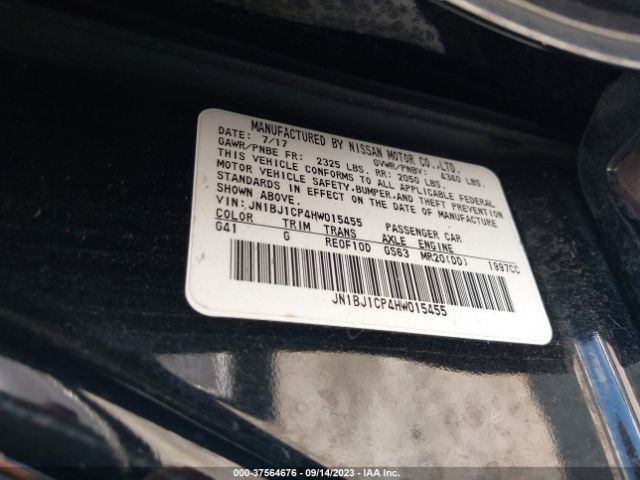 MANUFACTURED BY NISSAN MOTOR CO.,LTD.
DATE: 7/17 GVWR/PNBV: 4340 LBS.
GAWR/PNBE FR: 2325 LBS. RR: 2050 LBS.
THIS VEHICLE CONFORMS TO ALL APPLICABLE FEDERAL
MOTOR VEHICLE SAFETY,BUMPER,AND THEFT PREVENTION
STANDARDS IN EFFECT ON THE DATE OF MANUFACTURE
SHOWN ABOVE.
VIN: JN1BJ1CP4HW015455 PASSENGER CAR
COLOR TRIM TRANS AXLE ENGINE
G41 G RE0F10D GS63 MR20(DD) 1997CC
JN1BJ1CP4HW015455
000-37564676 - 09/14/2023 - IAA Inc.